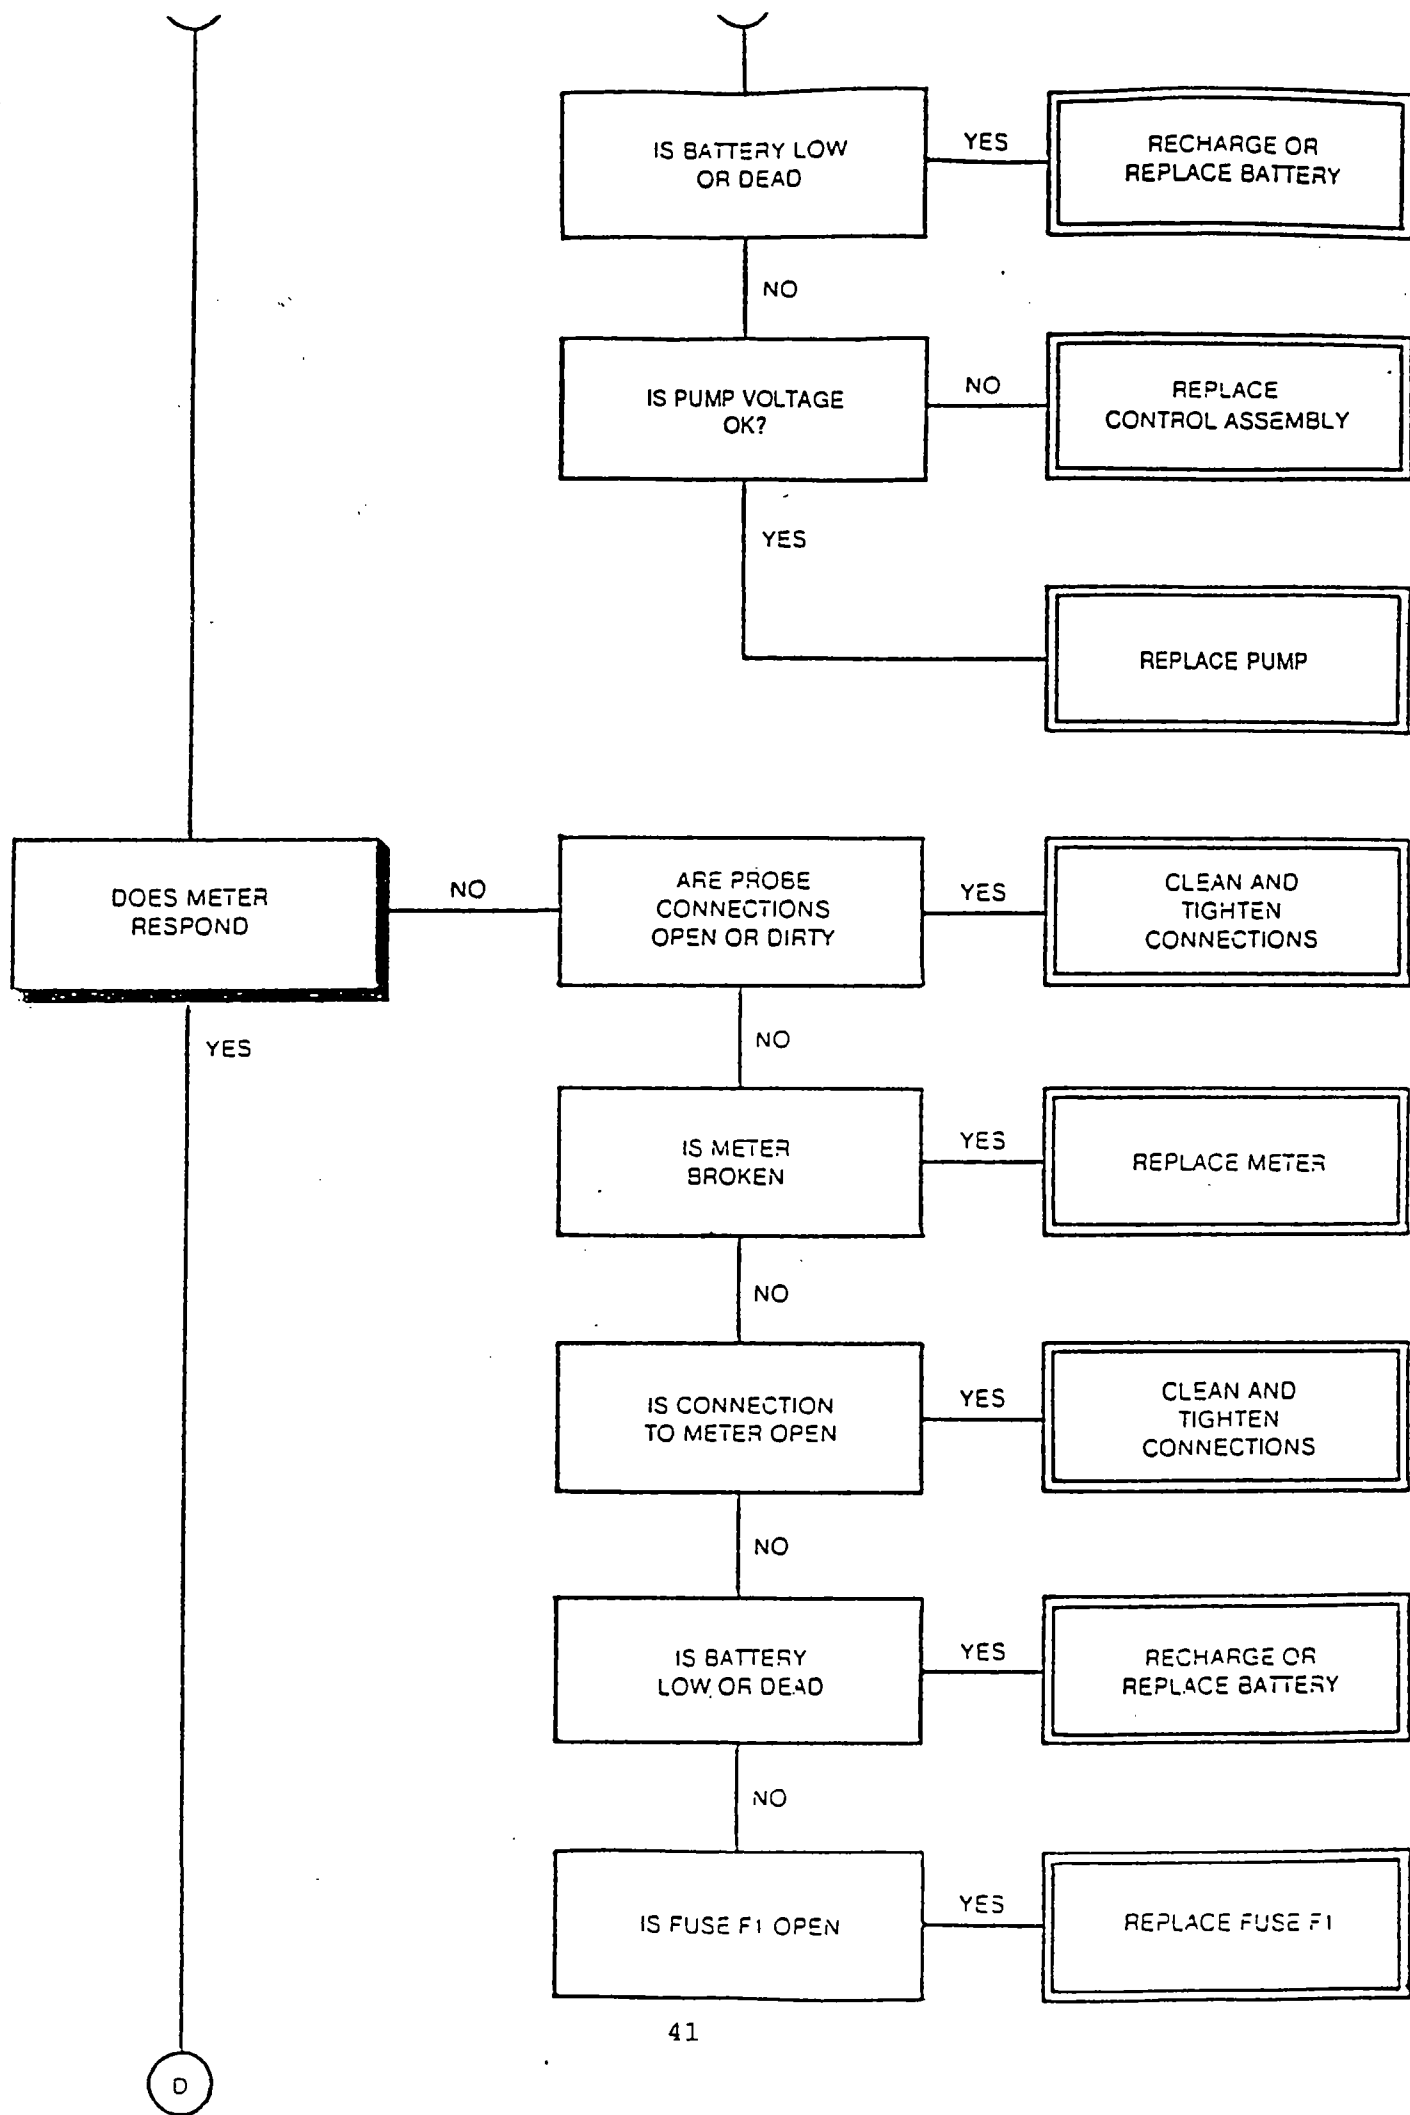 IS BATTERY LOW
OR DEAD
YES
RECHARGE OR
REPLACE BATTERY
NO
IS PUMP VOLTAGE
OK?
NO
REPLACE
CONTROL ASSEMBLY
YES
REPLACE PUMP
DOES METER
RESPOND
NO
ARE PROBE
CONNECTIONS
OPEN OR DIRTY
YES
CLEAN AND
TIGHTEN
CONNECTIONS
YES
NO
IS METER
BROKEN
YES
REPLACE METER
NO
IS CONNECTION
TO METER OPEN
YES
CLEAN AND
TIGHTEN
CONNECTIONS
NO
IS BATTERY
LOW OR DEAD
YES
RECHARGE OR
REPLACE BATTERY
NO
IS FUSE F1 OPEN
YES
REPLACE FUSE F1
41
D